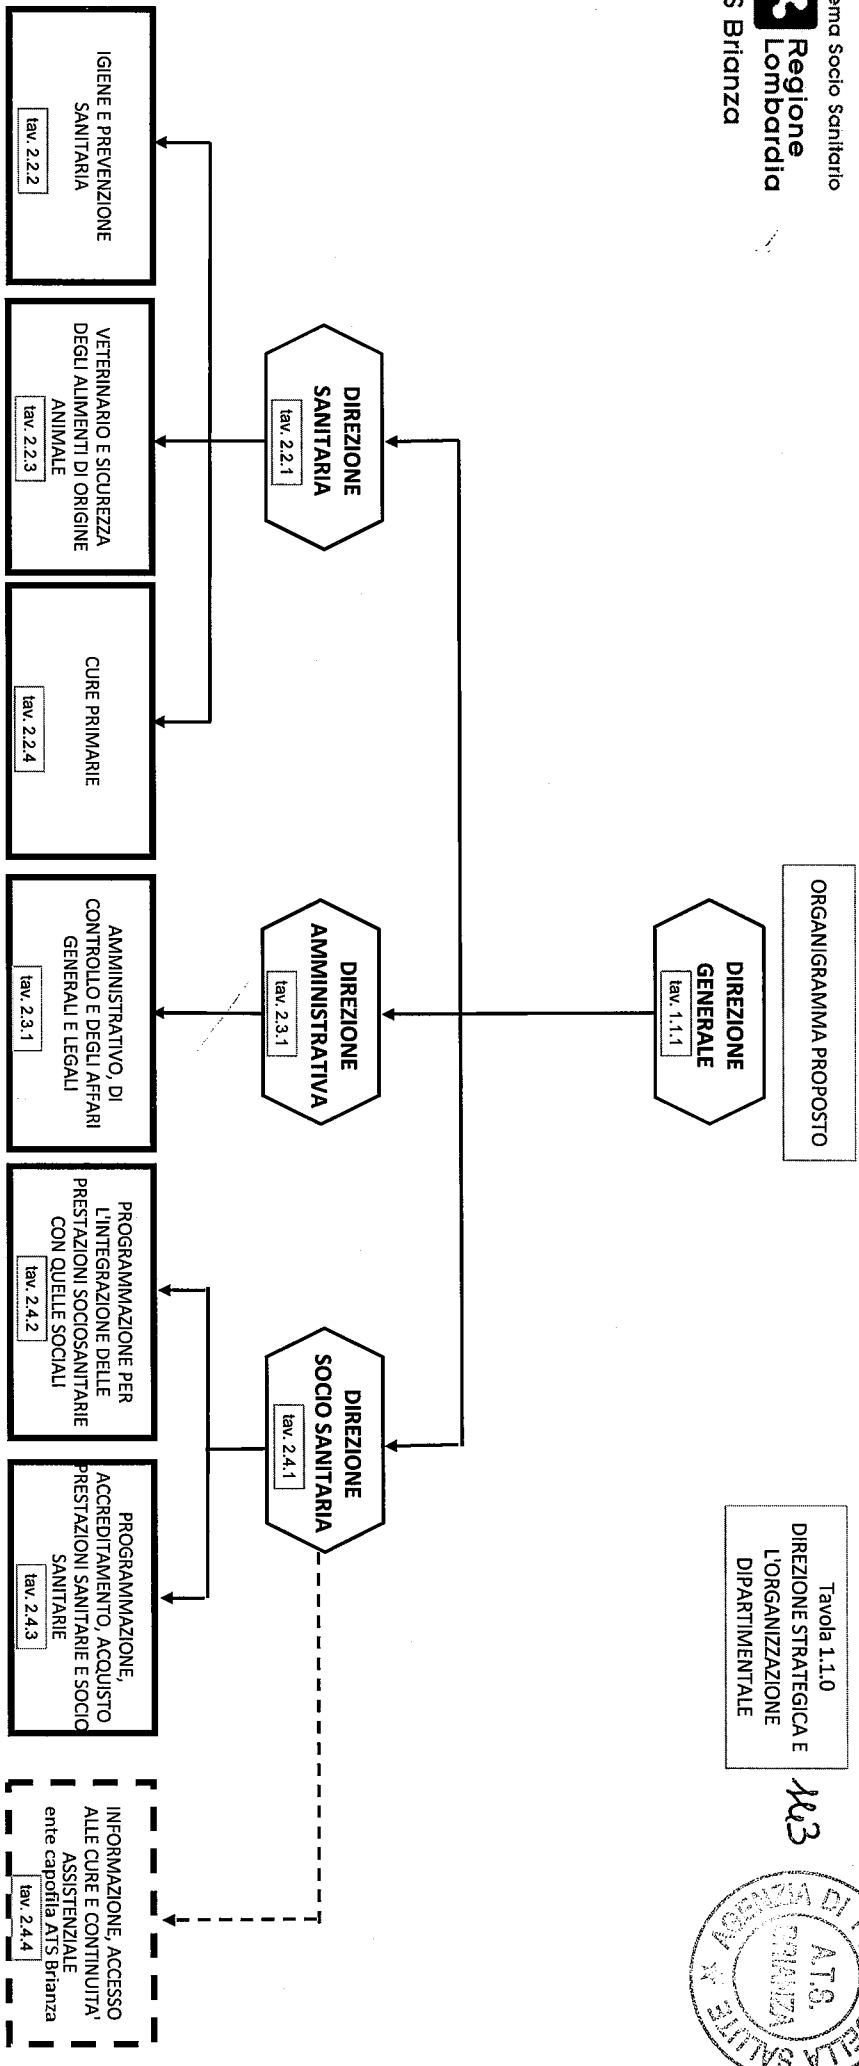 ema Socio Sanitario
Regione
Lombardia
S Brianza
ORGANIGRAMMA PROPOSTO
Tavola 1.1.0
DIREZIONE STRATEGICA E
L'ORGANIZZAZIONE
DIPARTIMENTALE
163
AGENZIA DI
DELLA SALUTE
A.T.S.
BRIANZA
DIREZIONE
GENERALE
tav. 1.1.1
DIREZIONE
SANITARIA
tav. 2.2.1
DIREZIONE
AMMINISTRATIVA
tav. 2.3.1
DIREZIONE
SOCIO SANITARIA
tav. 2.4.1
IGIENE E PREVENZIONE
SANITARIA
tav. 2.2.2
VETERINARIO E SICUREZZA
DEGLI ALIMENTI DI ORIGINE
ANIMALE
tav. 2.2.3
CURE PRIMARIE
tav. 2.2.4
AMMINISTRATIVO, DI
CONTROLLO E DEGLI AFFARI
GENERALI E LEGALI
tav. 2.3.1
PROGRAMMAZIONE PER
L'INTEGRAZIONE DELLE
PRESTAZIONI SOCIOSANITARIE
CON QUELLE SOCIALI
tav. 2.4.2
PROGRAMMAZIONE,
ACCREDITAMENTO, ACQUISTO
PRESTAZIONI SANITARIE E SOCIO
SANITARIE
tav. 2.4.3
INFORMAZIONE, ACCESSO
ALLE CURE E CONTINUITA'
ASSISTENZIALE
ente capofila ATS Brianza
tav. 2.4.4